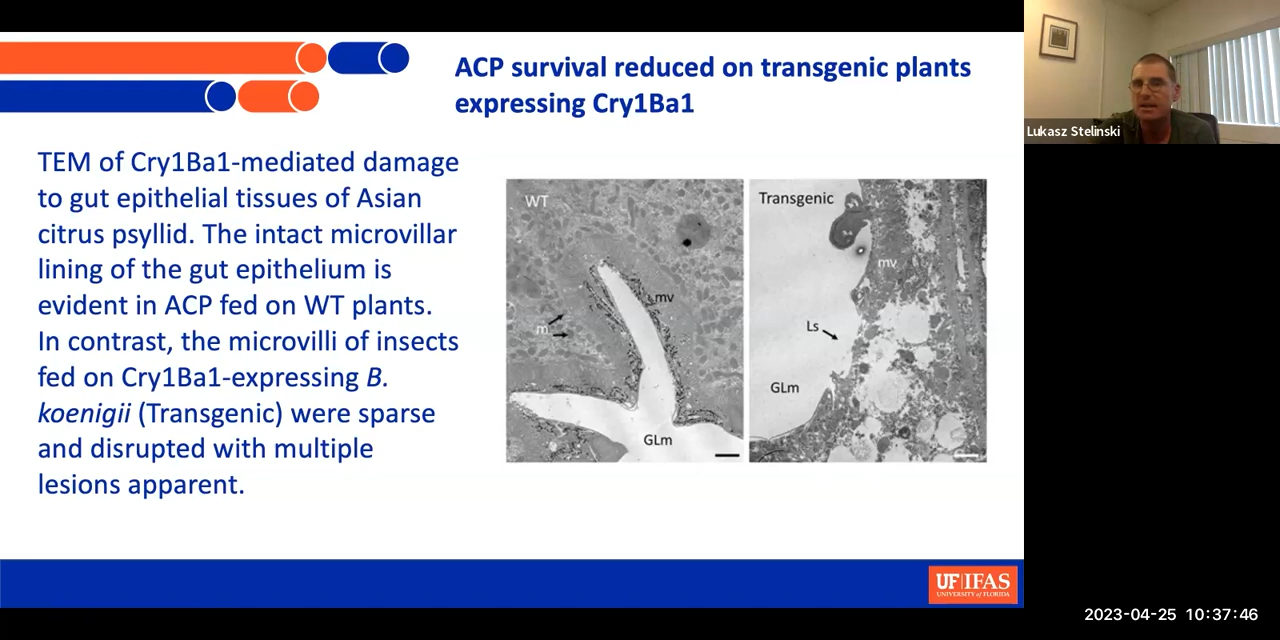 ACP survival reduced on transgenic plants
expressing Cry1Ba1
TEM of Cry1Ba1-mediated damage
to gut epithelial tissues of Asian
citrus psyllid. The intact microvillar
lining of the gut epithelium is
evident in ACP fed on WT plants.
In contrast, the microvilli of insects
fed on Cry1Ba1-expressing B.
koenigii (Transgenic) were sparse
and disrupted with multiple
lesions apparent.
WT
mv
m
GLm
Transgenic
mv
Ls
GLm
UF|IFAS
UNIVERSITY of FLORIDA
Lukasz Stelinski
2023-04-25 10:37:46